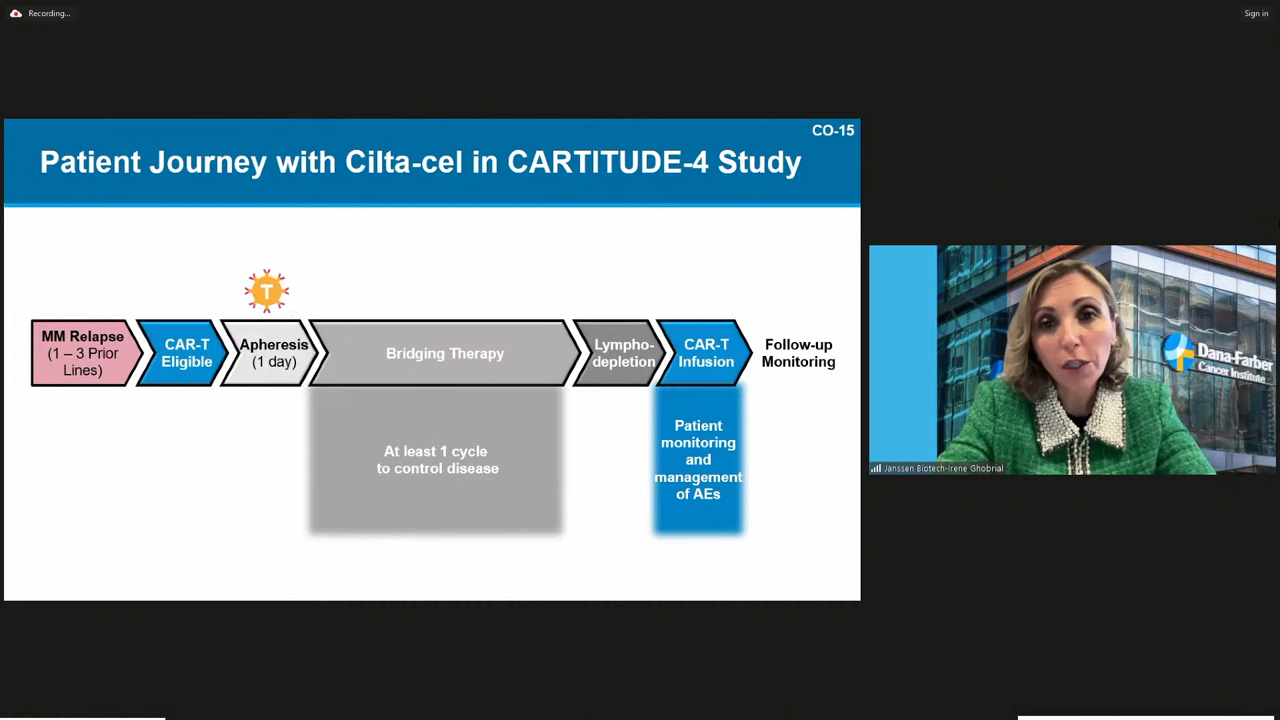 Recording...
Sign in
CO-15
Patient Journey with Cilta-cel in CARTITUDE-4 Study
T
MM Relapse
(1 – 3 Prior
Lines)
CAR-T
Eligible
Apheresis
(1 day)
Bridging Therapy
Lympho-
depletion
CAR-T
Infusion
Follow-up
Monitoring
At least 1 cycle
to control disease
Patient
monitoring
and
management
of AEs
Dana-Farber
Cancer Institute
Janssen Biotech-Irene Ghobrial